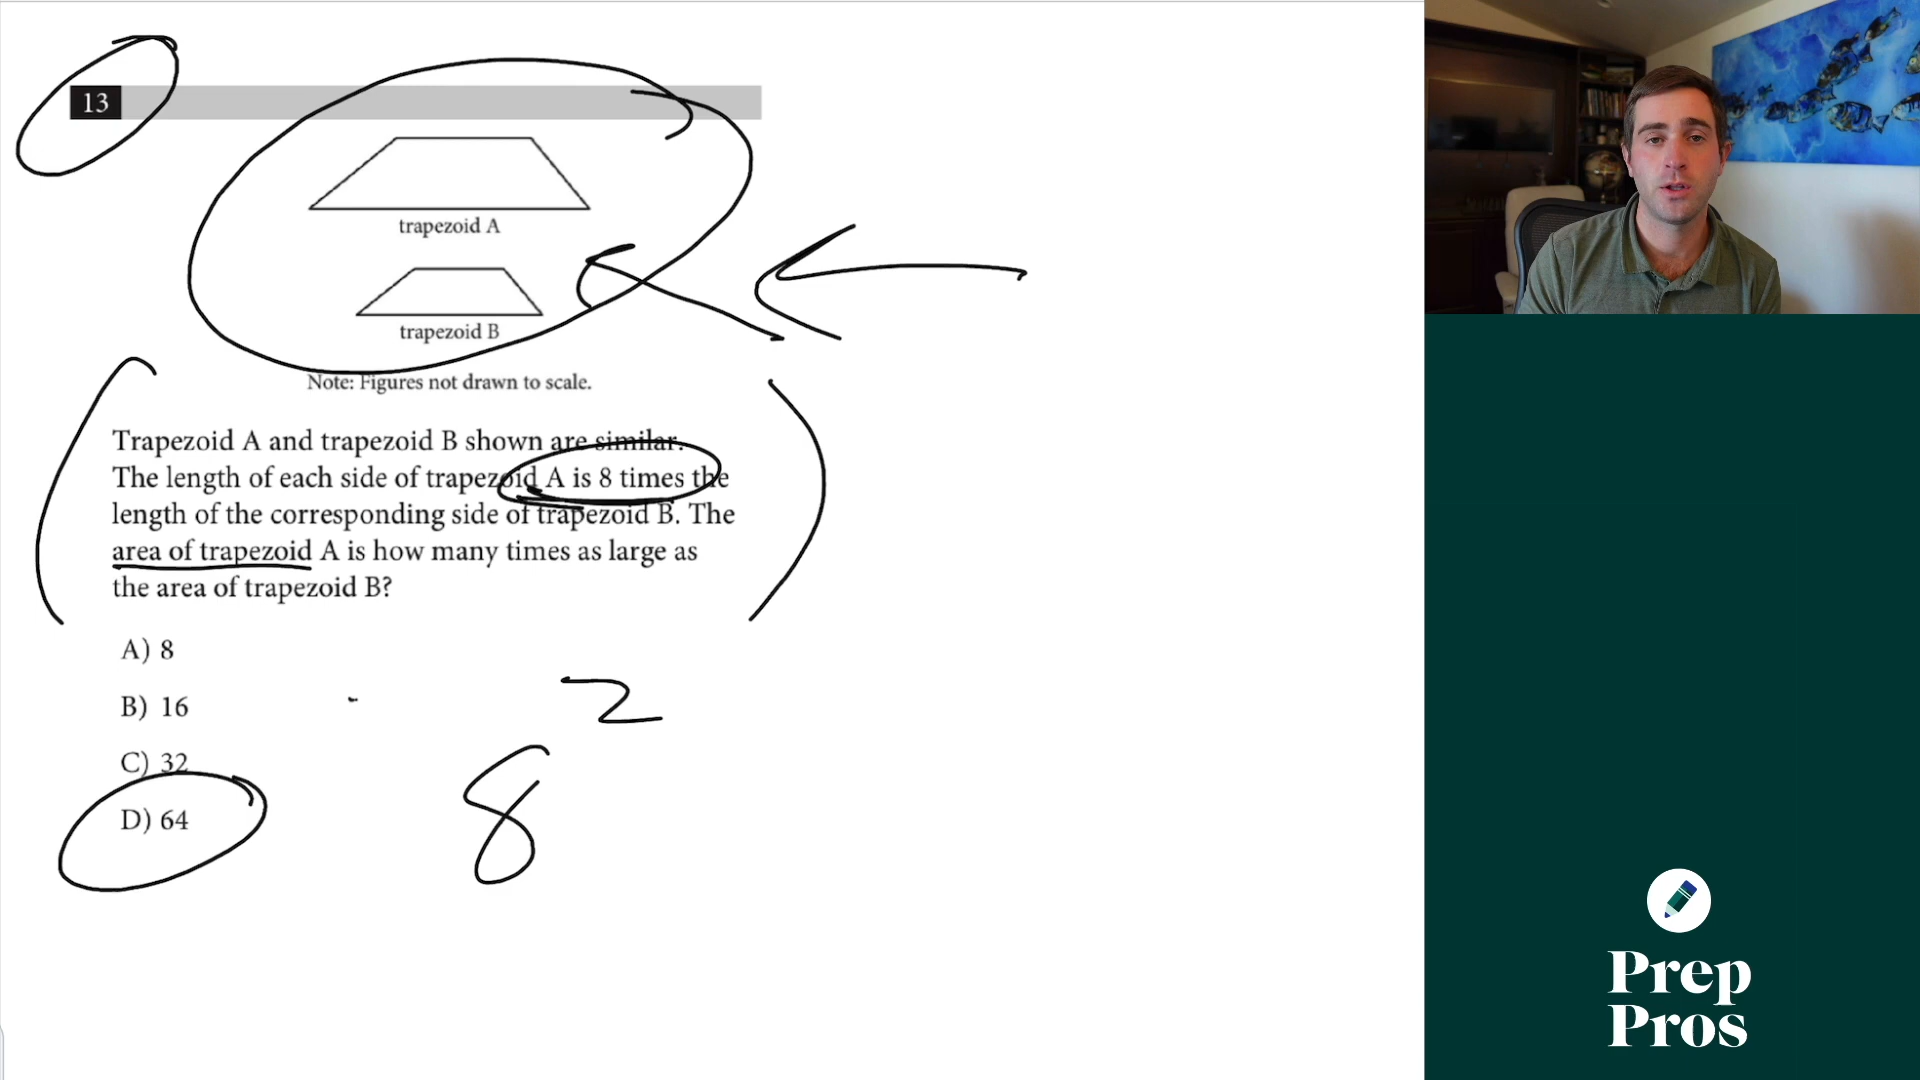 13
trapezoid A
trapezoid B
Note: Figures not drawn to scale.
Trapezoid A and trapezoid B shown are similar.
The length of each side of trapezoid A is 8 times the
length of the corresponding side of trapezoid B. The
area of trapezoid A is how many times as large as
the area of trapezoid B?
A) 8
B) 16
C) 32
D) 64
8 2
Prep
Pros